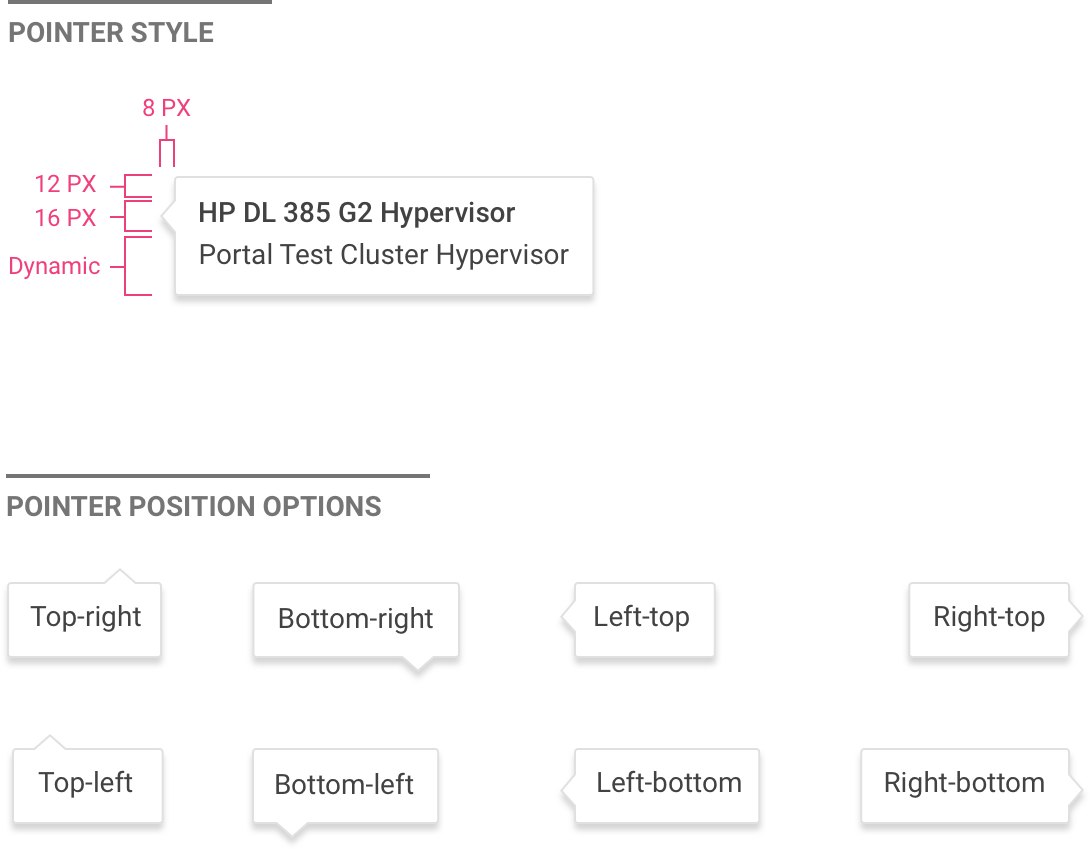 POINTER STYLE
8 PX
12 PX
16 PX
Dynamic
HP DL 385 G2 Hypervisor
Portal Test Cluster Hypervisor
POINTER POSITION OPTIONS
Top-right
Bottom-right
Left-top
Right-top
Top-left
Bottom-left
Left-bottom
Right-bottom